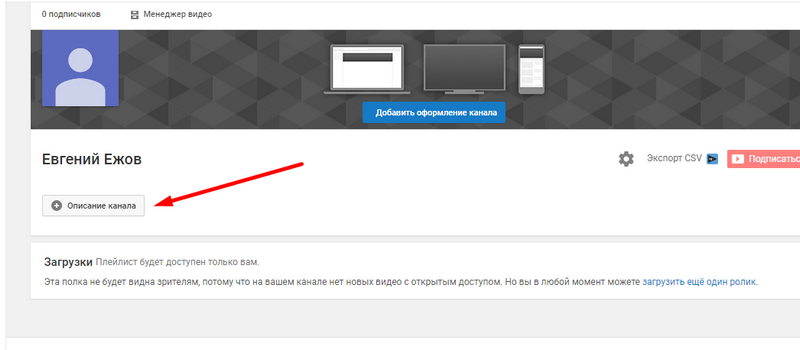 0 подписчиков Менеджер видео
Добавить оформление канала
Евгений Ежов
Экспорт CSV Подписаться
Описание канала
Загрузки Плейлист будет доступен только вам.
Эта полка не будет видна зрителям, потому что на вашем канале нет новых видео с открытым доступом. Но вы в любой момент можете загрузить ещё один ролик.